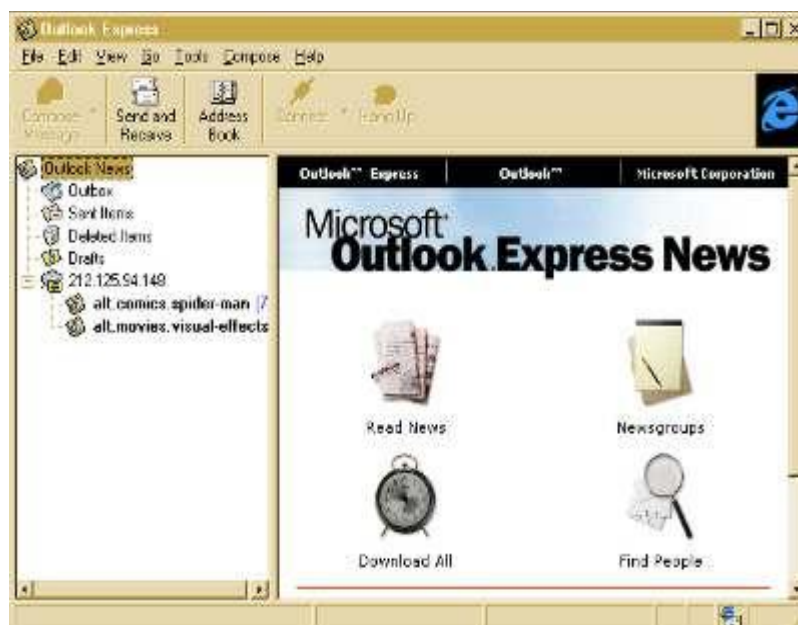 Outlook Express
File Edit View Go Tools Compose Help
Compose Message
Send and Receive
Address Book
Connect
Hang Up
Outlook News
Outbox
Sent Items
Deleted Items
Drafts
212.125.94.149
alt.comics.spider-man [7
alt.movies.visual-effects
Outlook™ Express Outlook™ Microsoft Corporation
Microsoft®
Outlook Express News
Read News
Newsgroups
Download All
Find People